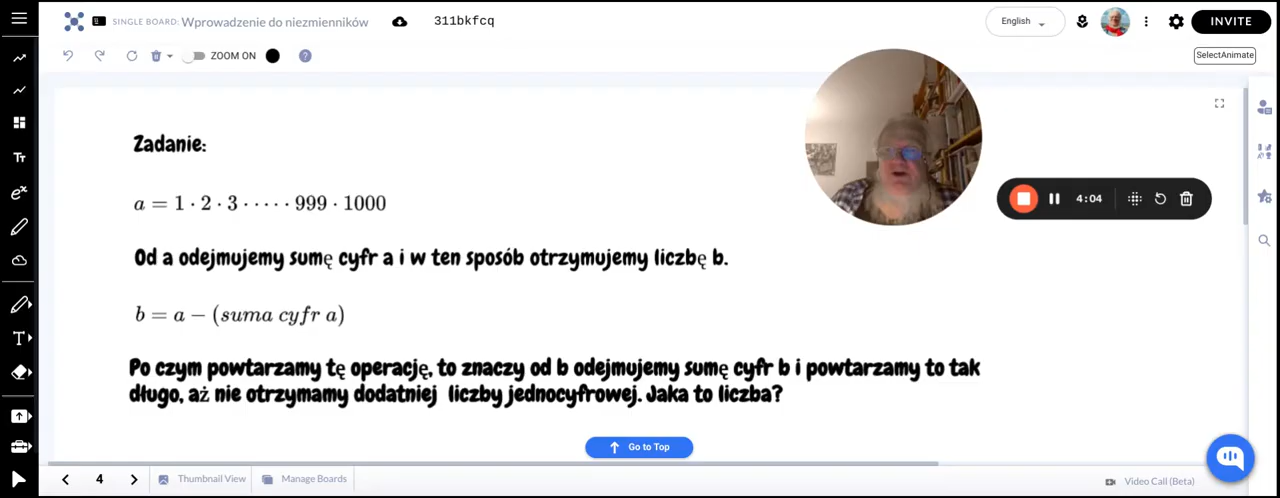 SINGLE BOARD: Wprowadzenie do niezmienników
311bkfcq
English
INVITE
ZOOM ON
?
SelectAnimate
Zadanie:
a = 1 · 2 · 3 · · · · · 999 · 1000
4:04
Od a odejmujemy sumę cyfr a i w ten sposób otrzymujemy liczbę b.
b = a − (suma cyfr a)
Po czym powtarzamy tę operację, to znaczy od b odejmujemy sumę cyfr b i powtarzamy to tak
długo, aż nie otrzymamy dodatniej liczby jednocyfrowej. Jaka to liczba?
Go to Top
4
Thumbnail View
Manage Boards
Video Call (Beta)